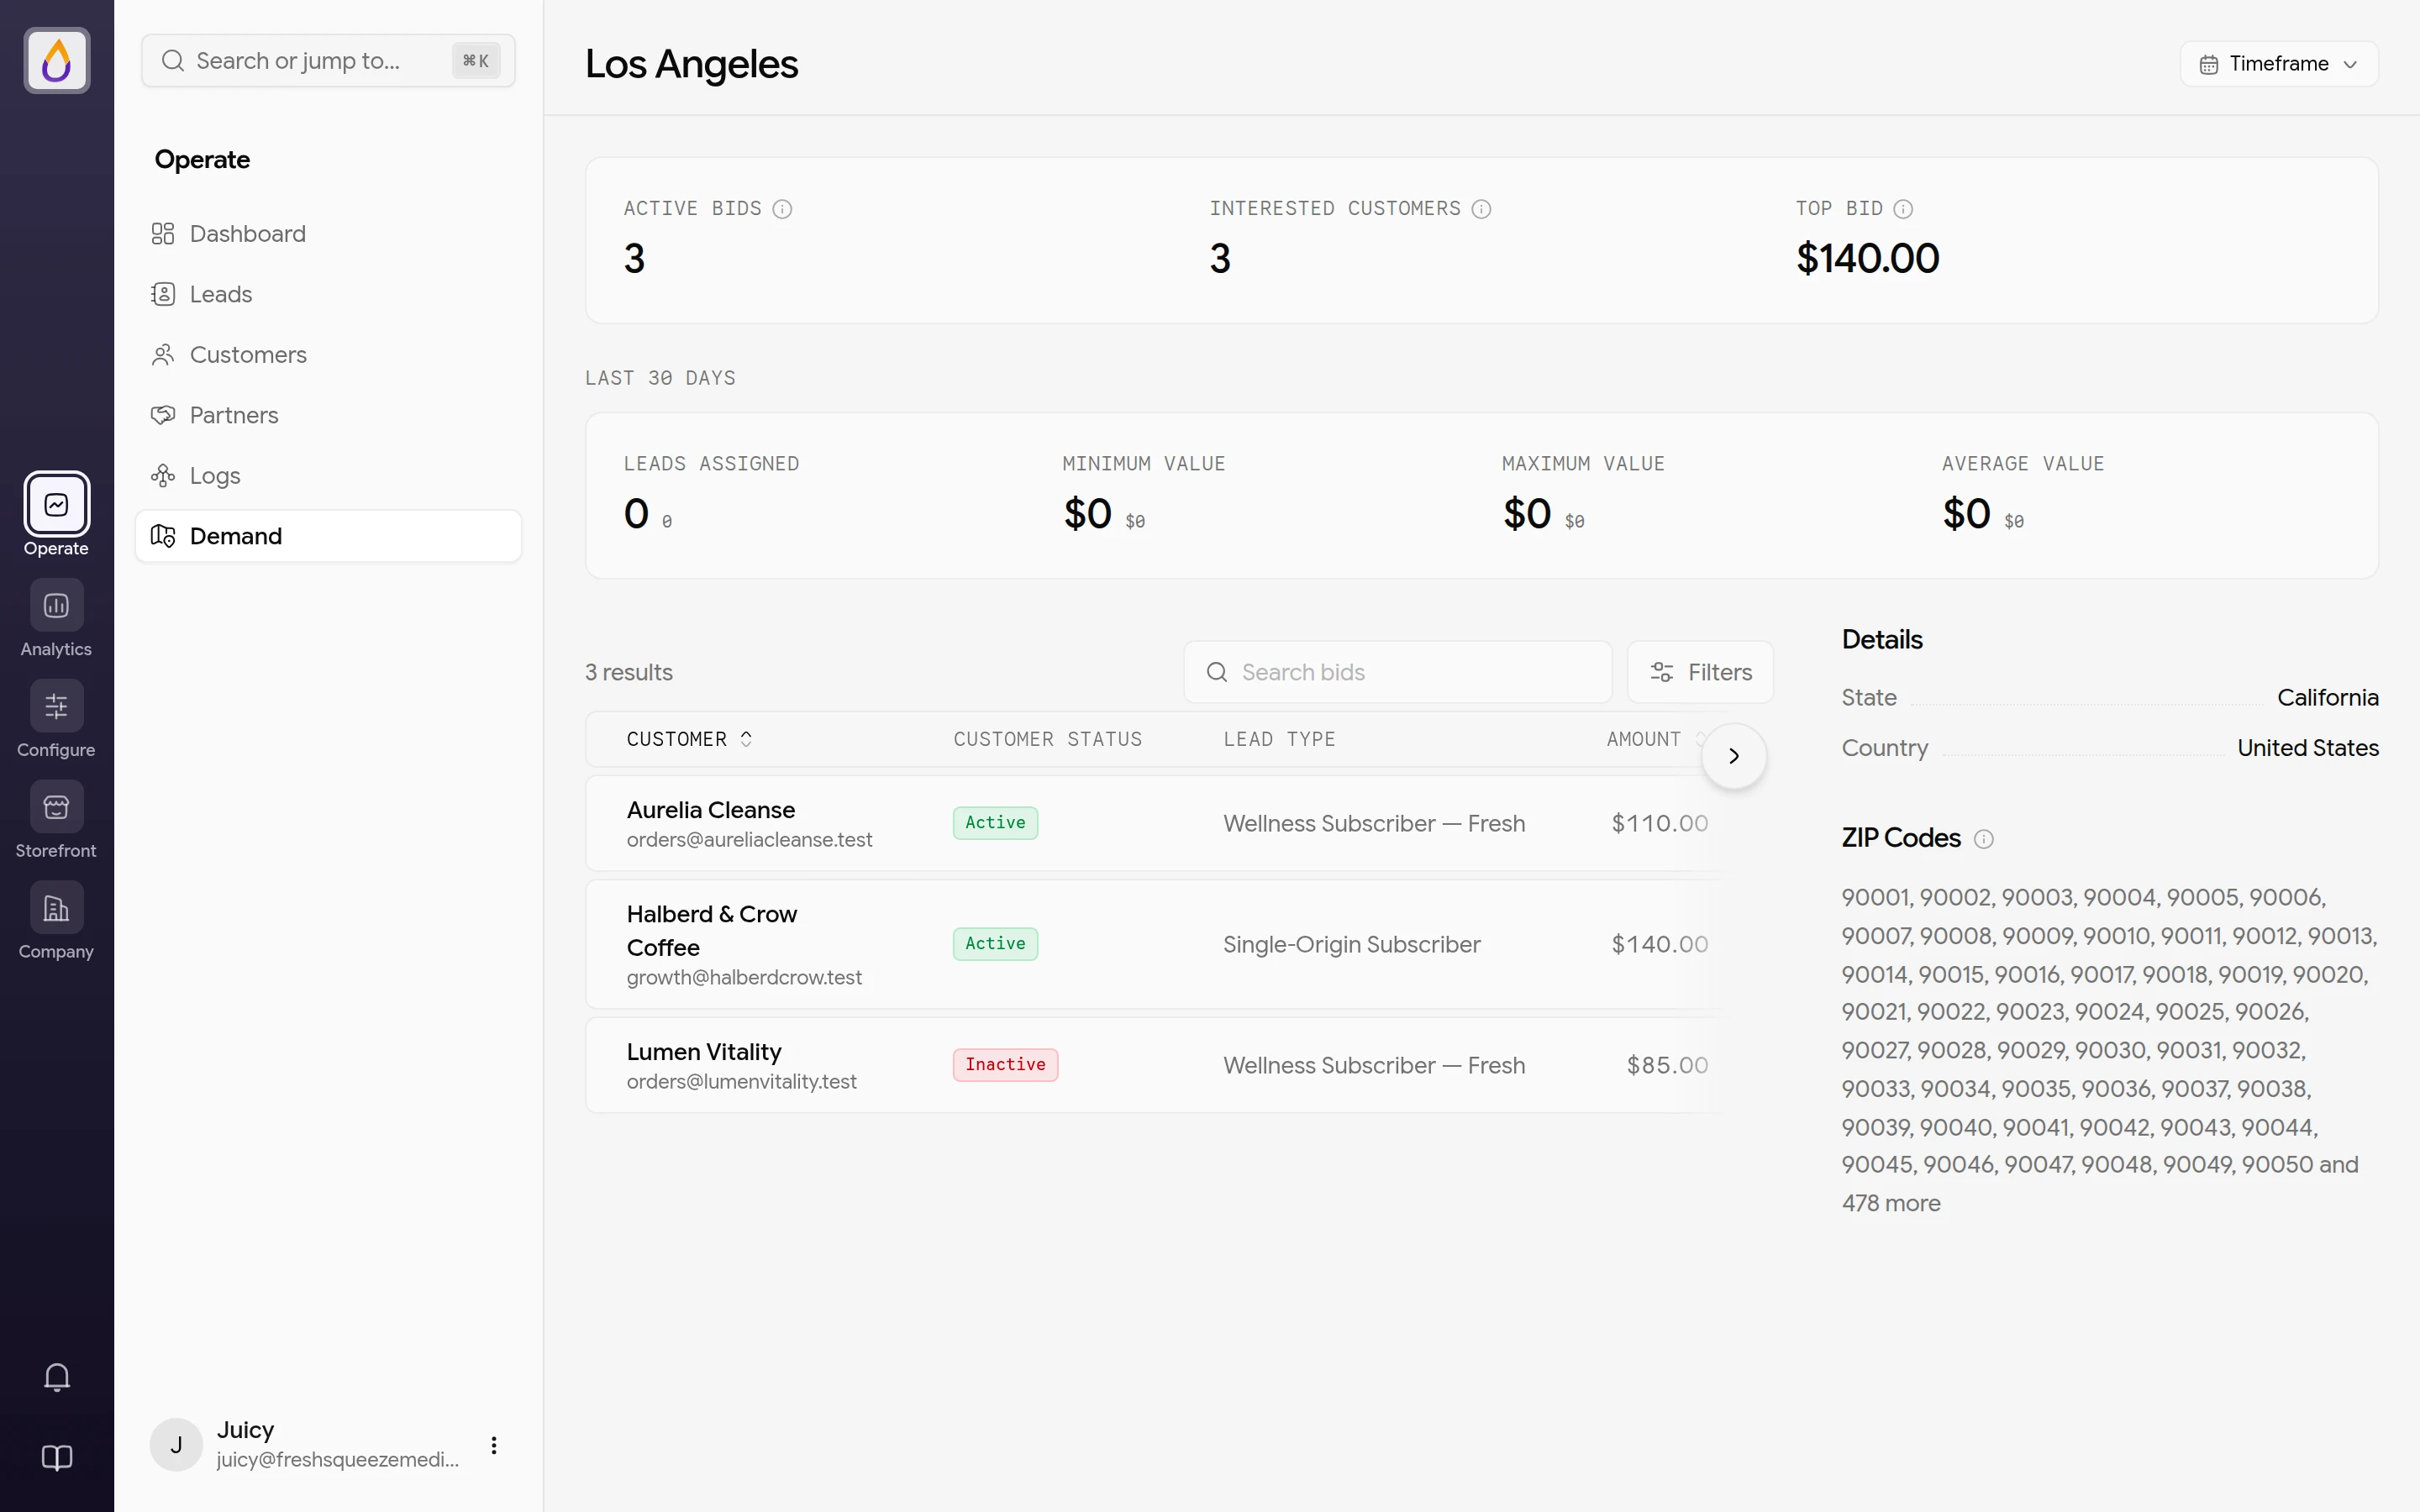 Search or jump to...
⌘K
Operate
Dashboard
Leads
Customers
Partners
Logs
Demand
Operate
Analytics
Configure
Storefront
Company
J
Juicy
juicy@freshsqueezemedi...
Los Angeles
Timeframe
ACTIVE BIDS
3
INTERESTED CUSTOMERS
3
TOP BID
$140.00
LAST 30 DAYS
LEADS ASSIGNED
0 0
MINIMUM VALUE
$0 $0
MAXIMUM VALUE
$0 $0
AVERAGE VALUE
$0 $0
3 results
Search bids
Filters
CUSTOMER
CUSTOMER STATUS
LEAD TYPE
AMOUNT
Aurelia Cleanse
orders@aureliacleanse.test
Active
Wellness Subscriber — Fresh
$110.00
Halberd & Crow
Coffee
growth@halberdcrow.test
Active
Single-Origin Subscriber
$140.00
Lumen Vitality
orders@lumenvitality.test
Inactive
Wellness Subscriber — Fresh
$85.00
Details
State
California
Country
United States
ZIP Codes
90001, 90002, 90003, 90004, 90005, 90006,
90007, 90008, 90009, 90010, 90011, 90012, 90013,
90014, 90015, 90016, 90017, 90018, 90019, 90020,
90021, 90022, 90023, 90024, 90025, 90026,
90027, 90028, 90029, 90030, 90031, 90032,
90033, 90034, 90035, 90036, 90037, 90038,
90039, 90040, 90041, 90042, 90043, 90044,
90045, 90046, 90047, 90048, 90049, 90050 and
478 more